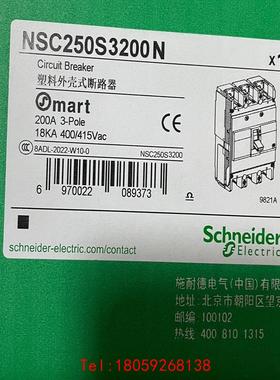 NSC250S3200N
X
Circuit Breaker
塑料外壳式断路器
Smart
200A 3-Pole
18KA 400/415Vac
8ADL-2022-W10-0
NSC250S3200
6 970022 089373
9821A
schneider-electric.com/contact
Schneider
Electric
施耐德电气(中国)有限
地址:北京市朝阳区望京
邮编:100102
热线 400 810 1315
Tel:18059268138